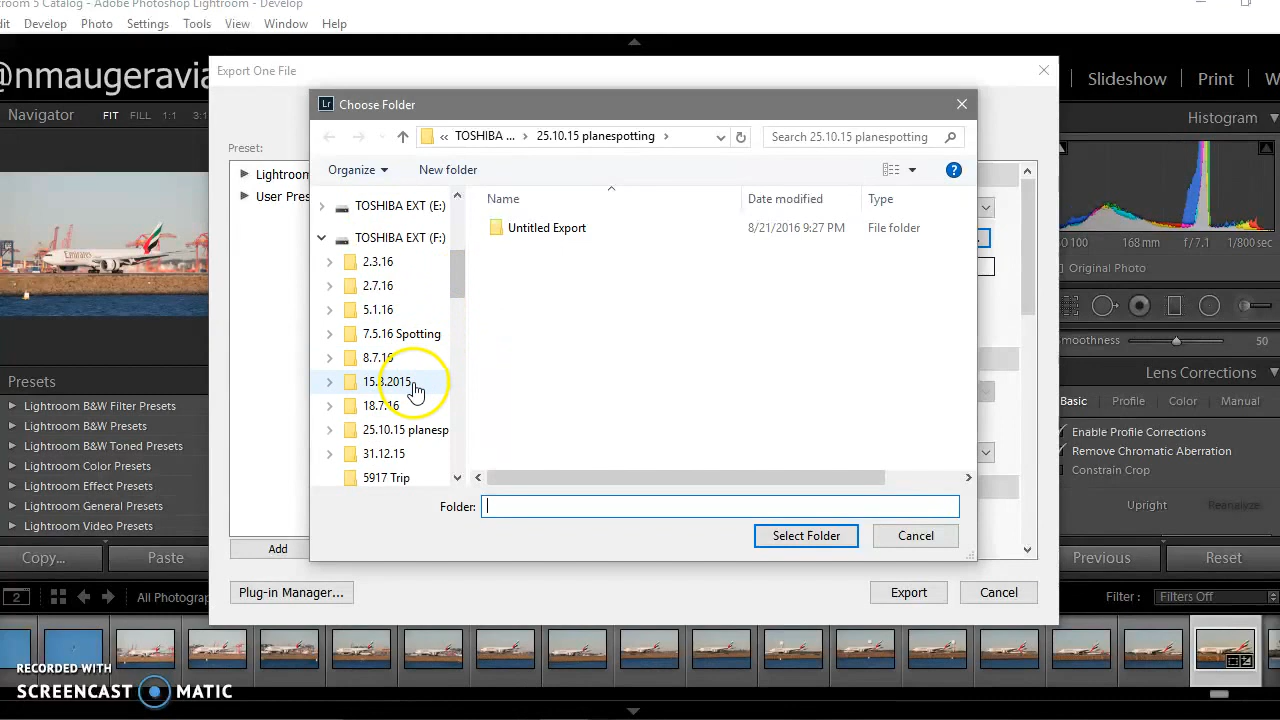 room 5 Catalog - Adobe Photoshop Lightroom - Develop
dit Develop Photo Settings Tools View Window Help
@nmaugeravia
Slideshow Print W
Export One File
Navigator FIT FILL 1:1 3:1
Histogram
Preset:
Lightroom
User Pres
Choose Folder
« TOSHIBA ... › 25.10.15 planespotting ›
Search 25.10.15 planespotting
Organize
New folder
Name Date modified Type
TOSHIBA EXT (E:)
TOSHIBA EXT (F:)
2.3.16
2.7.16
5.1.16
7.5.16 Spotting
8.7.16
15.3.2015
18.7.16
25.10.15 planesp
31.12.15
5917 Trip
Untitled Export 8/21/2016 9:27 PM File folder
Folder:
Select Folder
Cancel
Add
Plug-in Manager...
Export
Cancel
ISO 100 168 mm f/7.1 1/800 sec
Original Photo
Smoothness 50
Lens Corrections
Basic Profile Color Manual
Enable Profile Corrections
Remove Chromatic Aberration
Constrain Crop
Upright Reanalyze
Previous
Reset
Presets
Lightroom B&W Filter Presets
Lightroom B&W Presets
Lightroom B&W Toned Presets
Lightroom Color Presets
Lightroom Effect Presets
Lightroom General Presets
Lightroom Video Presets
Copy...
Paste
2
All Photograp
Filter : Filters Off
Emirates
RECORDED WITH
SCREENCAST MATIC